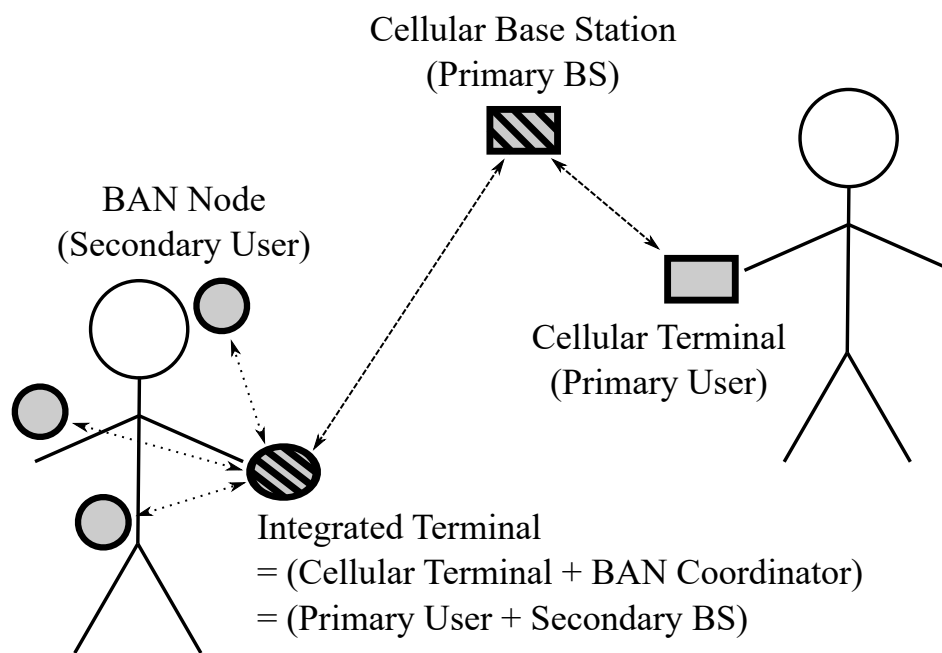 Cellular Base Station
(Primary BS)
BAN Node
(Secondary User)
Cellular Terminal
(Primary User)
Integrated Terminal
= (Cellular Terminal + BAN Coordinator)
= (Primary User + Secondary BS)